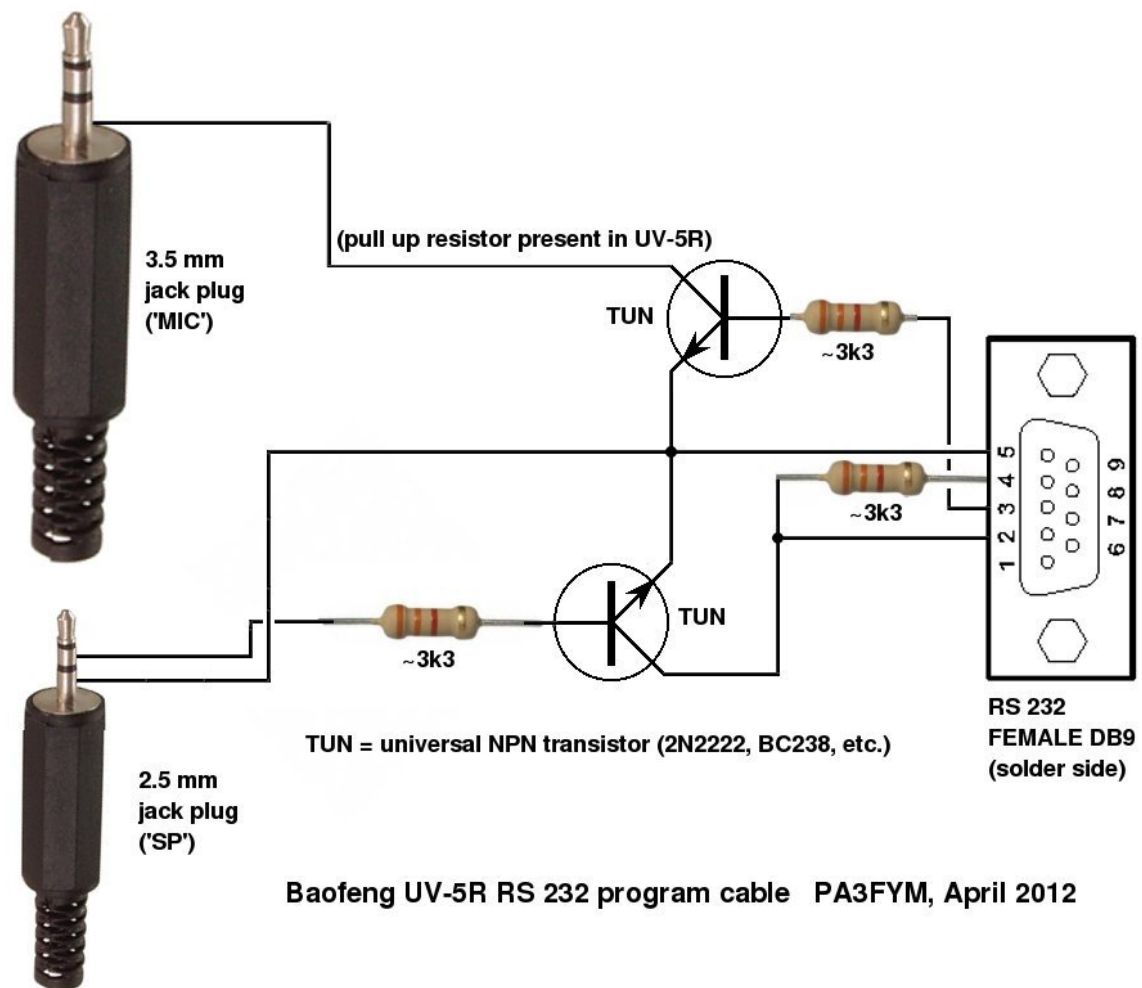 3.5 mm
jack plug
('MIC')
(pull up resistor present in UV-5R)
TUN
~3k3
~3k3
5
4
3
2
1
9
8
7
6
~3k3
TUN
TUN = universal NPN transistor (2N2222, BC238, etc.)
RS 232
FEMALE DB9
(solder side)
2.5 mm
jack plug
('SP')
Baofeng UV-5R RS 232 program cable   PA3FYM, April 2012